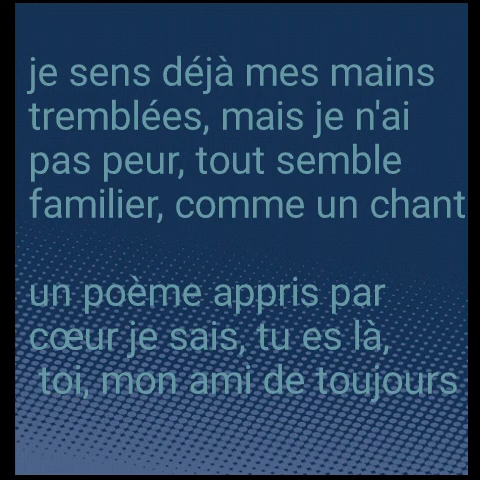 je sens déjà mes mains
tremblées, mais je n'ai
pas peur, tout semble
familier, comme un chant
un poème appris par
cœur je sais, tu es là,
toi, mon ami de toujours